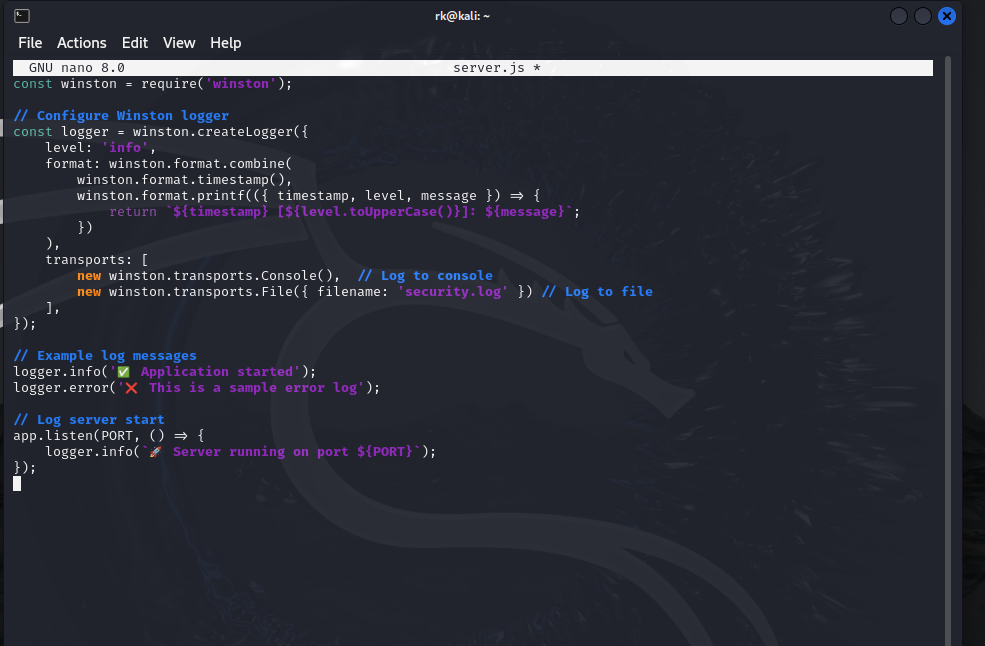 rk@kali: ~
File Actions Edit View Help
GNU nano 8.0 server.js *
const winston = require('winston');

// Configure Winston logger
const logger = winston.createLogger({
    level: 'info',
    format: winston.format.combine(
        winston.format.timestamp(),
        winston.format.printf(({ timestamp, level, message }) => {
            return `${timestamp} [${level.toUpperCase()}]: ${message}`;
        })
    ),
    transports: [
        new winston.transports.Console(),  // Log to console
        new winston.transports.File({ filename: 'security.log' }) // Log to file
    ],
});

// Example log messages
logger.info('✅ Application started');
logger.error('❌ This is a sample error log');

// Log server start
app.listen(PORT, () => {
    logger.info(`🚀 Server running on port ${PORT}`);
});